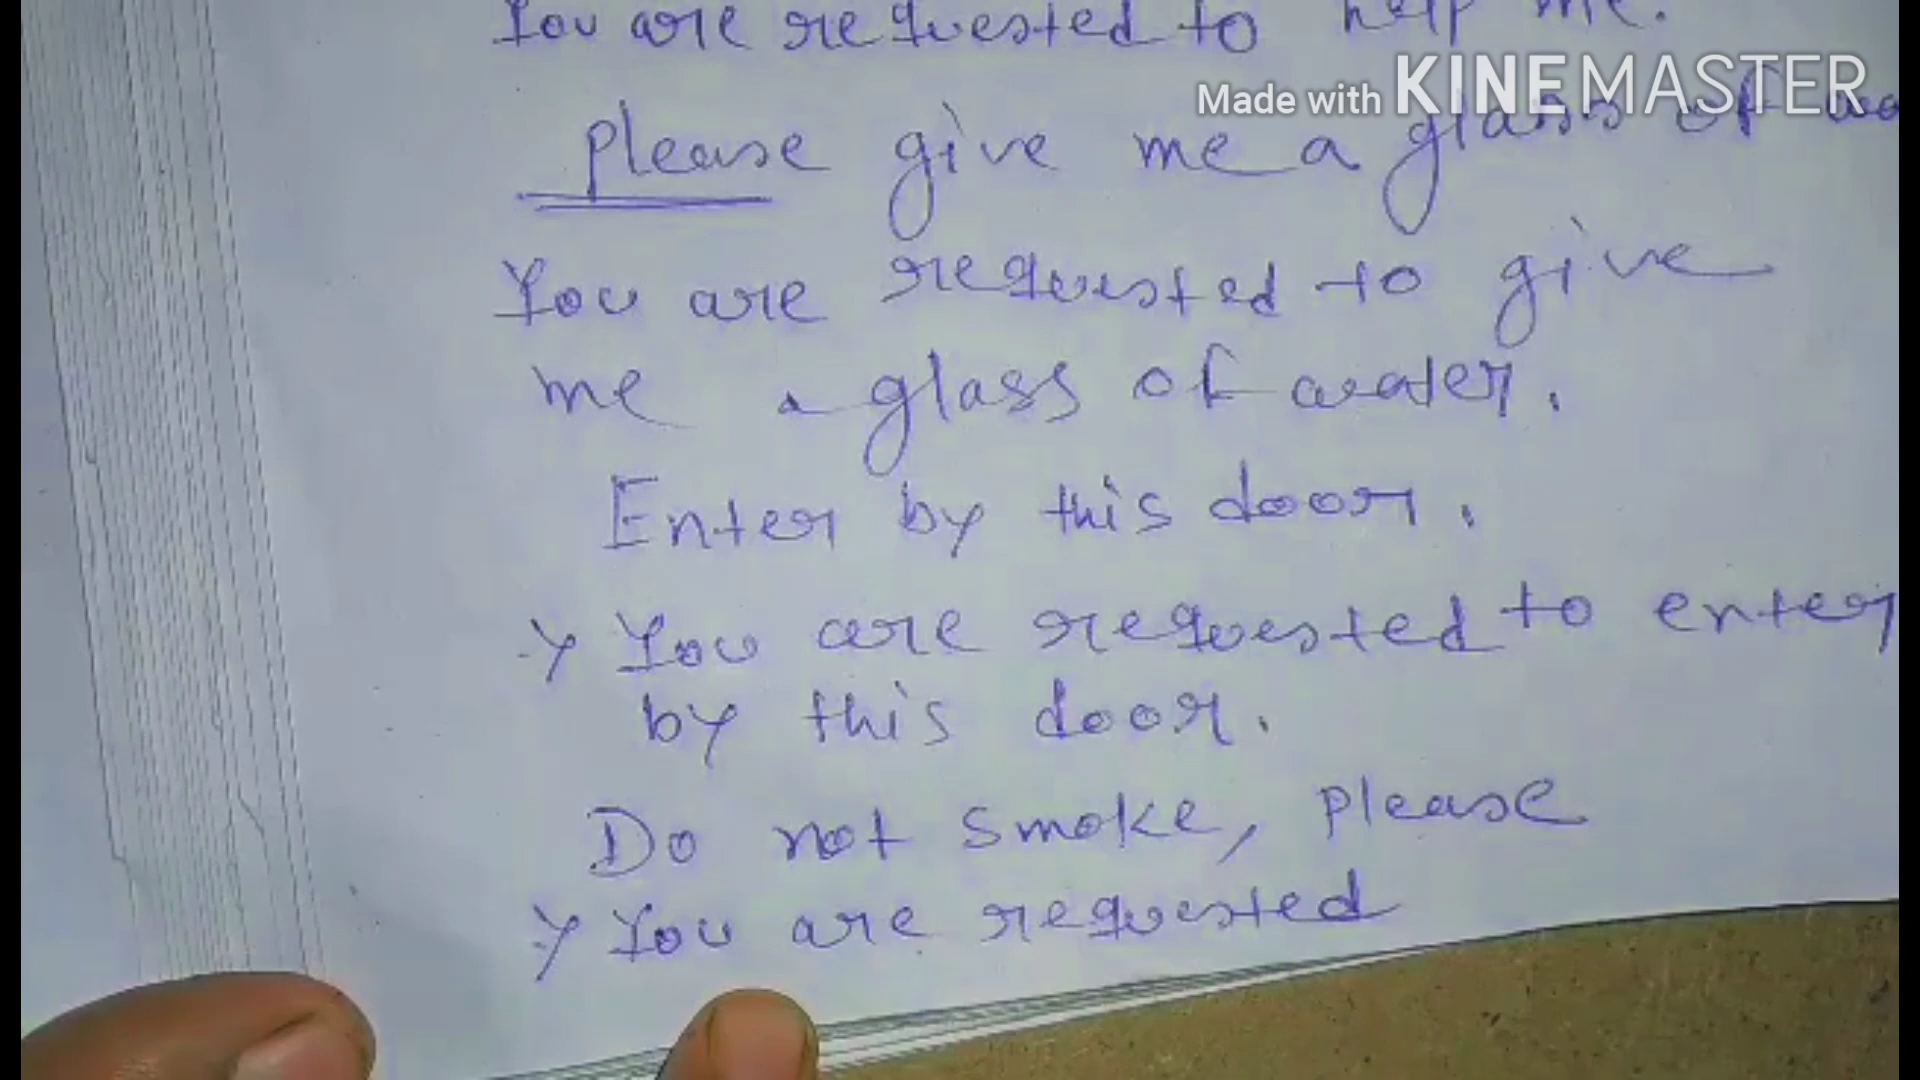 You are requested to help me.
Made with KINEMASTER
please give me a glass of
You are requested to give
me a glass of water.
Enter by this door.
You are requested to enter
by this door.
Do not smoke, please
You are requested